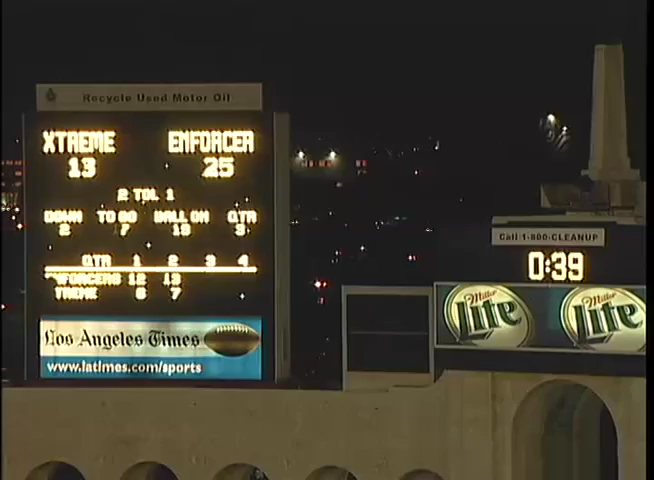 Recycle Used Motor Oil
XTREME ENFORCER
13 25
2 TOL 1
DOWN TO GO BALL ON QTR
2 7 18 3
QTR 1 2 3 4
NFORCERS 12 13
TREME 6 7
Los Angeles Times
www.latimes.com/sports
Call 1-800-CLEANUP
0:39
Miller Lite Miller Lite